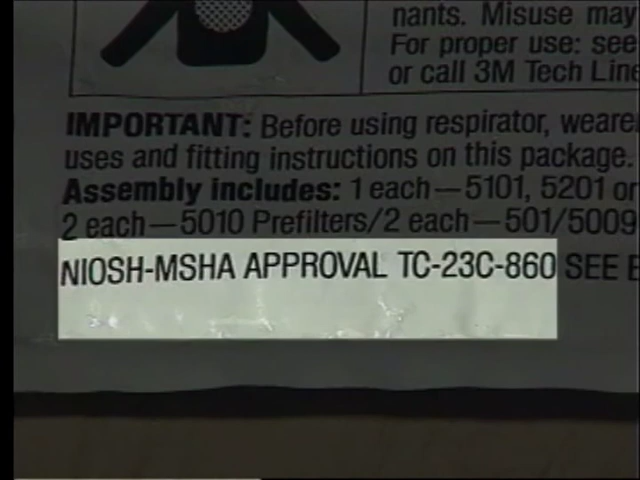 nants. Misuse may
For proper use: see
or call 3M Tech Line
IMPORTANT: Before using respirator,
uses and fitting instructions on this package.
Assembly includes: 1 each—5101, 5201 or
2 each—5010 Prefilters/2 each—501/5009
NIOSH-MSHA APPROVAL TC-23C-860 SEE